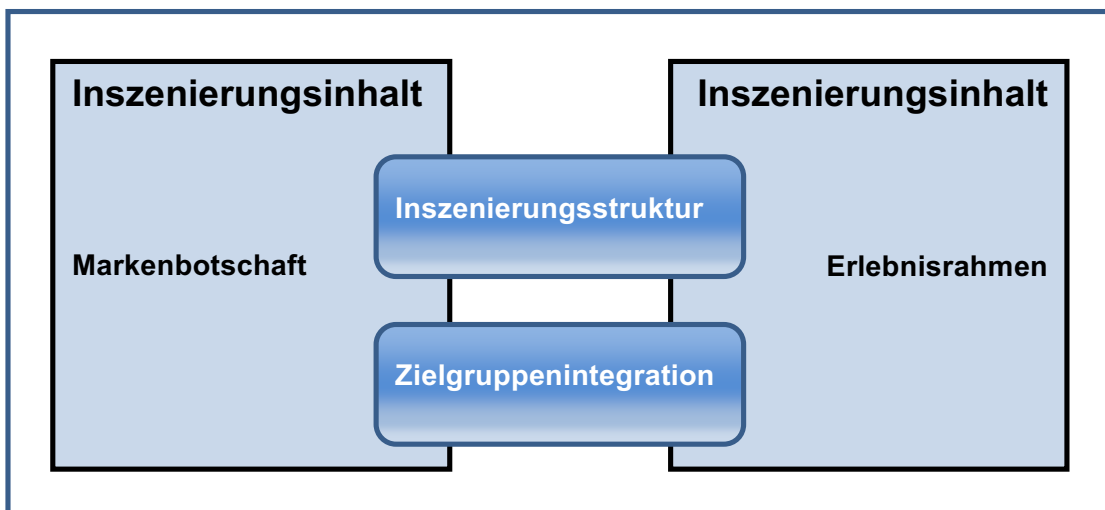 Inszenierungsinhalt
Inszenierungsinhalt
Inszenierungsstruktur
Markenbotschaft
Erlebnisrahmen
Zielgruppenintegration